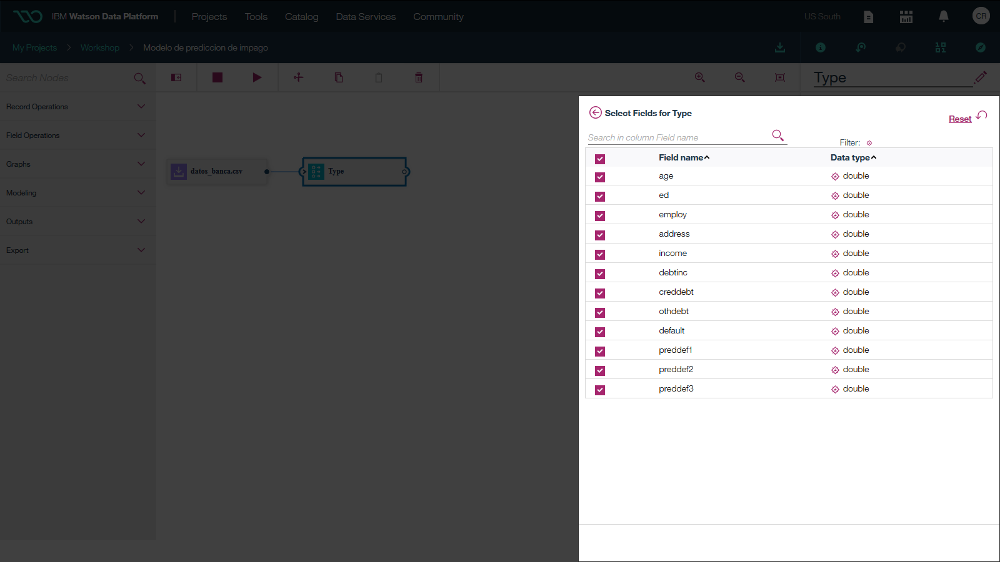 IBM Watson Data Platform
Projects
Tools
Catalog
Data Services
Community
US South
CR
My Projects
Workshop
Modelo de prediccion de impago
Search Nodes
Type
Record Operations
Field Operations
Graphs
Modeling
Outputs
Export
datos_banca.csv
Type
Select Fields for Type
Reset
Search in column Field name
Filter:
Field name Data type
age double
ed double
employ double
address double
income double
debtinc double
creddebt double
othdebt double
default double
preddef1 double
preddef2 double
preddef3 double